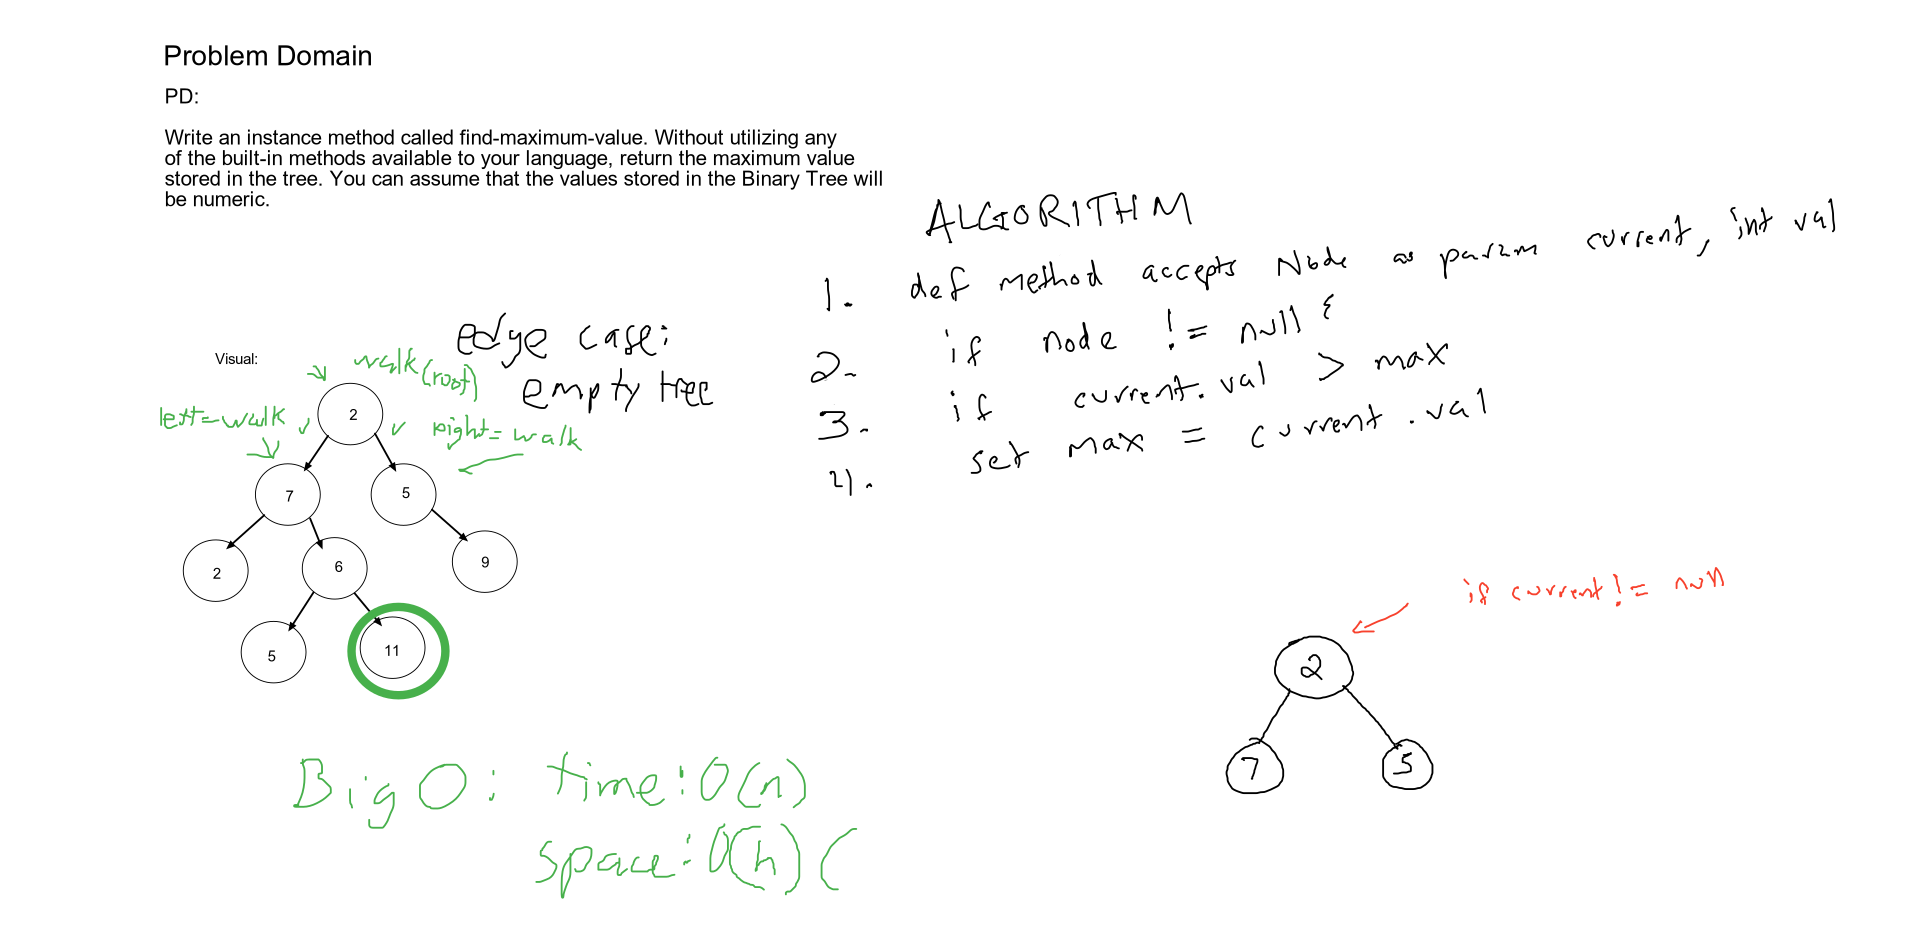 Problem Domain
PD:
Write an instance method called find-maximum-value. Without utilizing any
of the built-in methods available to your language, return the maximum value
stored in the tree. You can assume that the values stored in the Binary Tree will
be numeric.
ALGORITHM
1. def method accepts Node as param current, int val
2. if node != null {
3. if current.val > max
4. set max = current.val
edge case:
empty tree
Visual:
walk(root)
left=walk
right=walk
2
7
5
2
6
9
5
11
if current != null
2
7
5
Big O: time: O(n)
space: O(h) (